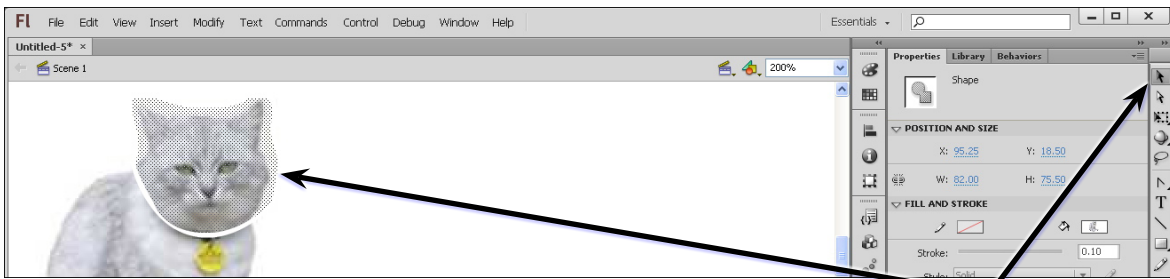 Fl File Edit View Insert Modify Text Commands Control Debug Window Help Essentials
Untitled-5* ×
Scene 1 200%
Properties Library Behaviors
Shape
POSITION AND SIZE
X: 95.25 Y: 18.50
W: 82.00 H: 75.50
FILL AND STROKE
Stroke: 0.10
Style: Solid